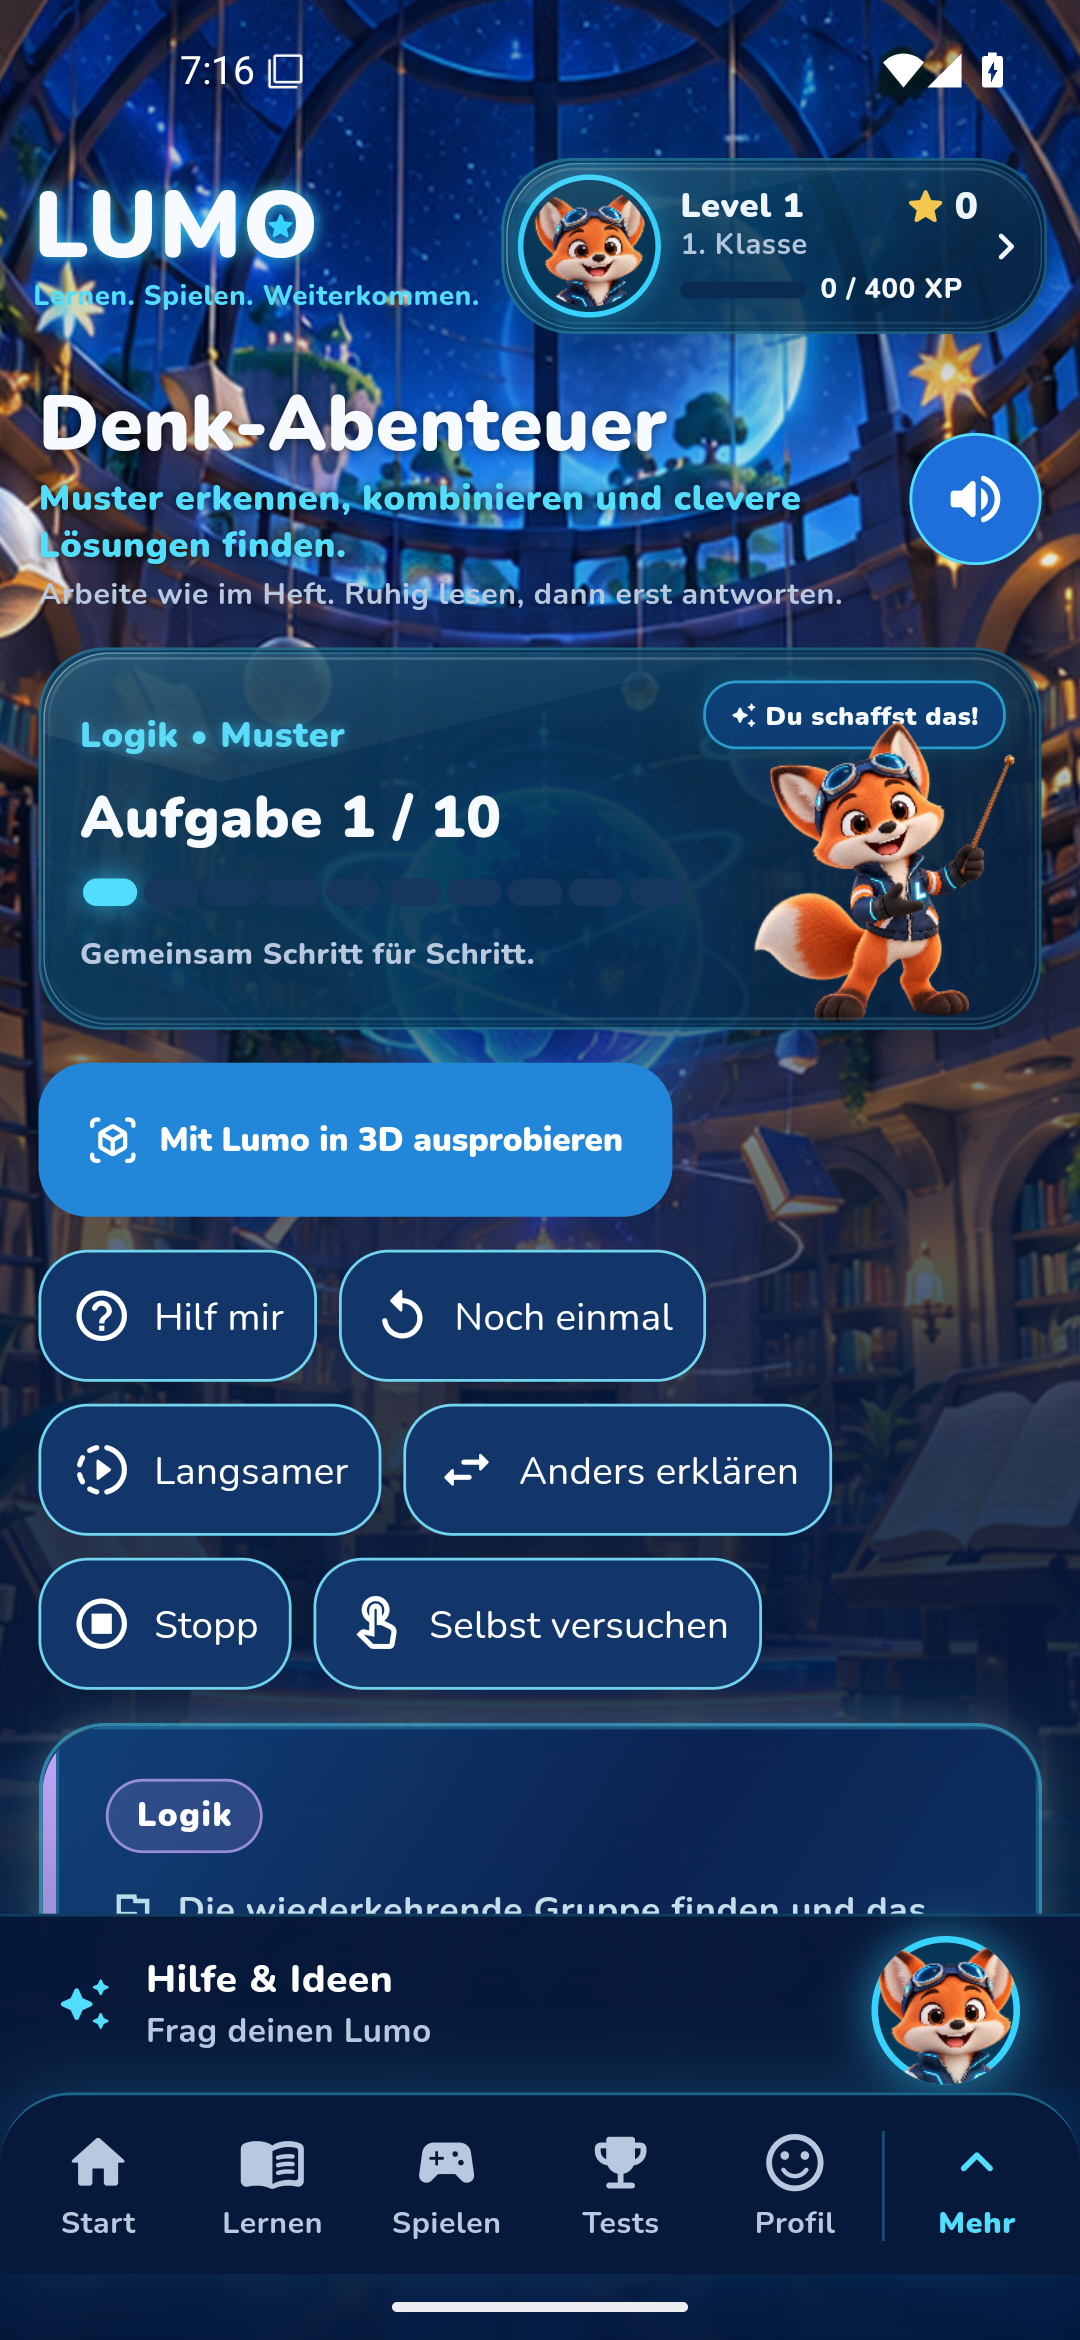 7:16
LUMO
Lernen. Spielen. Weiterkommen.
Level 1
0
1. Klasse
0 / 400 XP
Denk-Abenteuer
Muster erkennen, kombinieren und clevere
Lösungen finden.
Arbeite wie im Heft. Ruhig lesen, dann erst antworten.
Du schaffst das!
Logik • Muster
Aufgabe 1 / 10
Gemeinsam Schritt für Schritt.
L
Mit Lumo in 3D ausprobieren
Hilf mir
Noch einmal
Langsamer
Anders erklären
Stopp
Selbst versuchen
Logik
Die wiederkehrende Gruppe finden und das
Hilfe & Ideen
Frag deinen Lumo
Start
Lernen
Spielen
Tests
Profil
Mehr